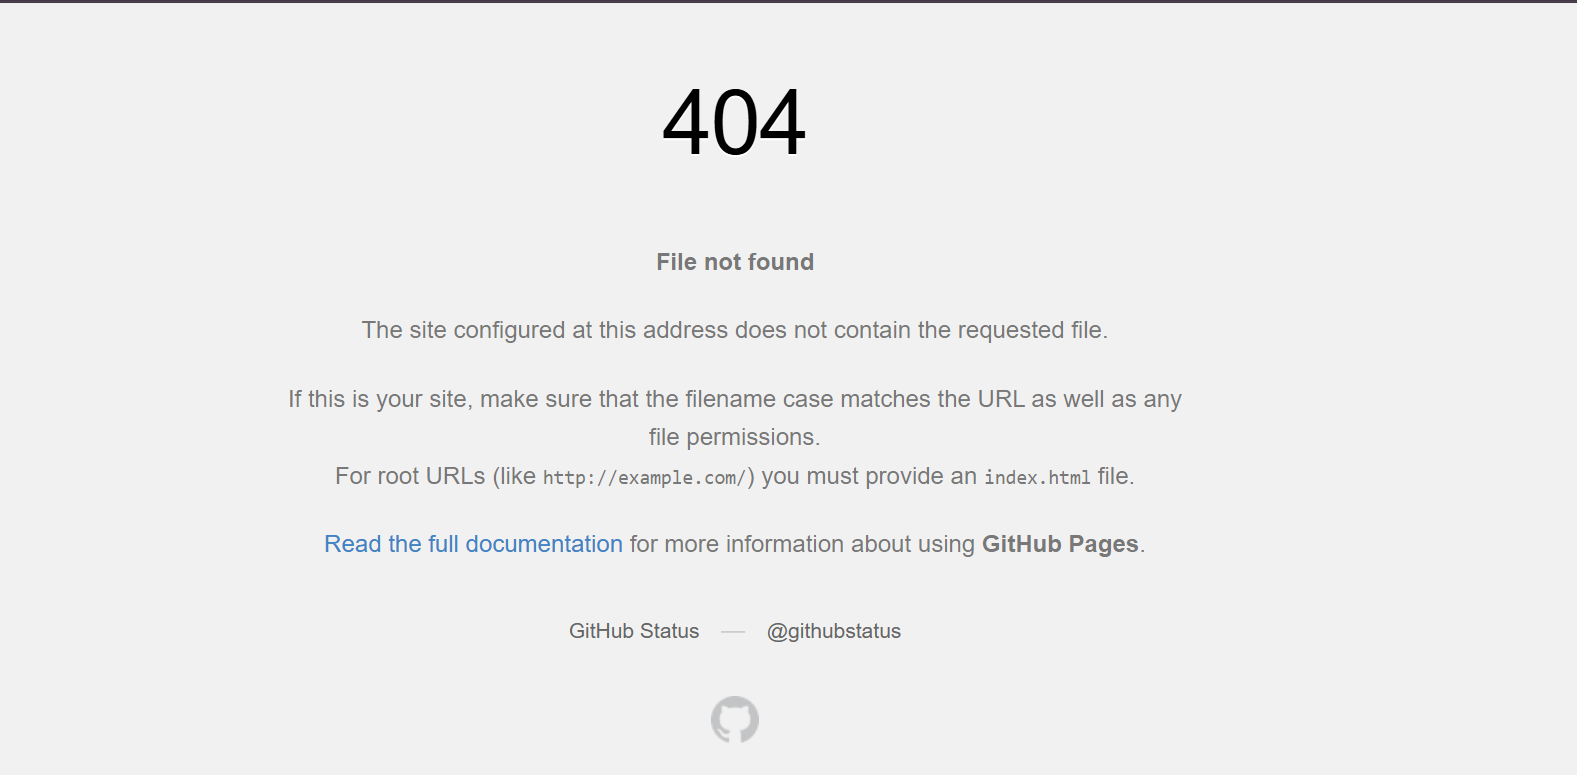 404
File not found
The site configured at this address does not contain the requested file.
If this is your site, make sure that the filename case matches the URL as well as any
file permissions.
For root URLs (like http://example.com/) you must provide an index.html file.
Read the full documentation for more information about using GitHub Pages.
GitHub Status — @githubstatus